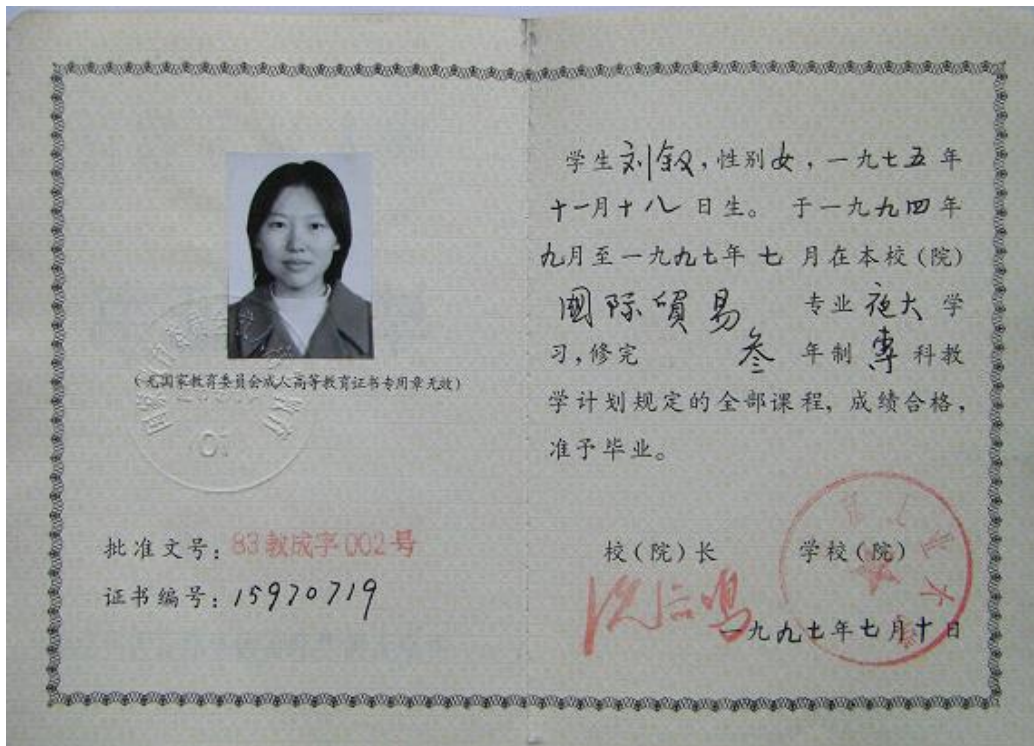 (无国家教育委员会成人高等教育证书专用章无效)
批准文号：83教成字002号
证书编号：15970719
学生刘钗，性别女，一九七五年
十一月十八日生。于一九九四年
九月至一九九七年七月在本校(院)
國际貿易 专业夜大学
习，修完 叁 年制 專 科教
学计划规定的全部课程，成绩合格，
准予毕业。
校(院)长 学校(院)
一九九七年七月十日